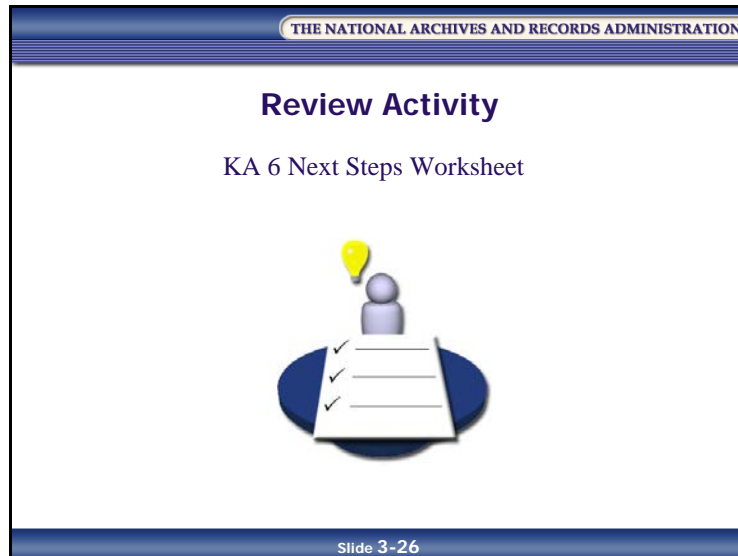 THE NATIONAL ARCHIVES AND RECORDS ADMINISTRATION
Review Activity
KA 6 Next Steps Worksheet
Slide 3-26